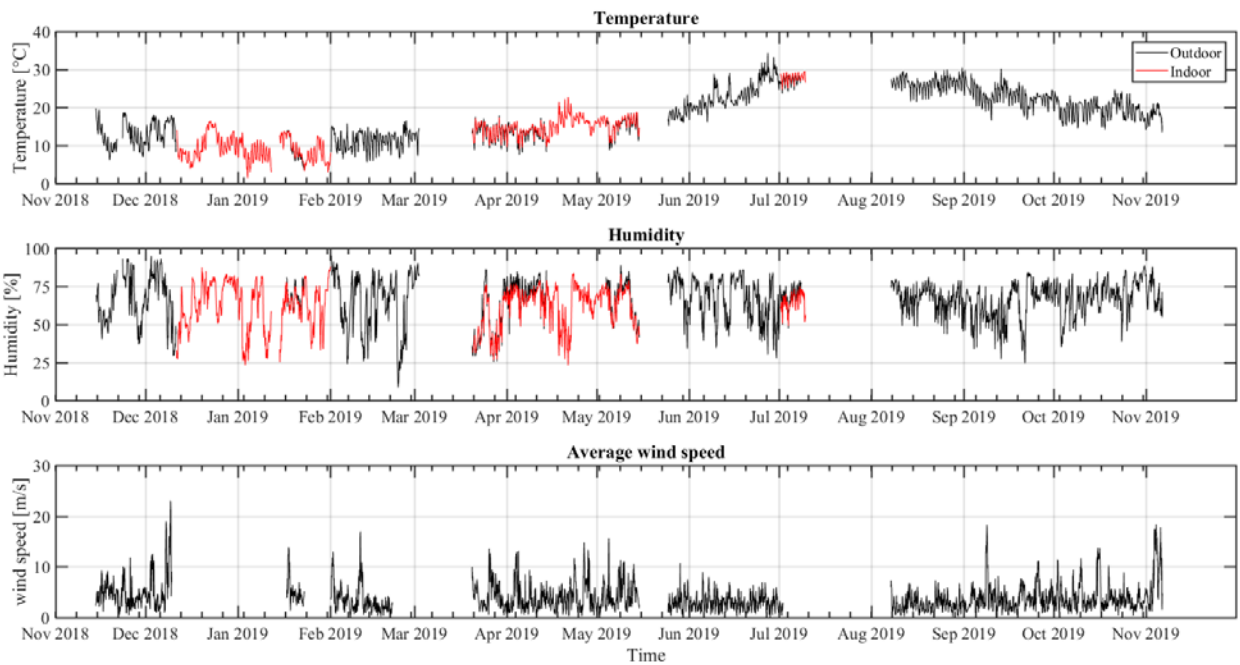 Temperature
Temperature [°C]
40
30
20
10
0
Outdoor
Indoor
Nov 2018 Dec 2018 Jan 2019 Feb 2019 Mar 2019 Apr 2019 May 2019 Jun 2019 Jul 2019 Aug 2019 Sep 2019 Oct 2019 Nov 2019
Humidity
Humidity [%]
100
75
50
25
0
Nov 2018 Dec 2018 Jan 2019 Feb 2019 Mar 2019 Apr 2019 May 2019 Jun 2019 Jul 2019 Aug 2019 Sep 2019 Oct 2019 Nov 2019
Average wind speed
wind speed [m/s]
30
20
10
0
Nov 2018 Dec 2018 Jan 2019 Feb 2019 Mar 2019 Apr 2019 May 2019 Jun 2019 Jul 2019 Aug 2019 Sep 2019 Oct 2019 Nov 2019
Time